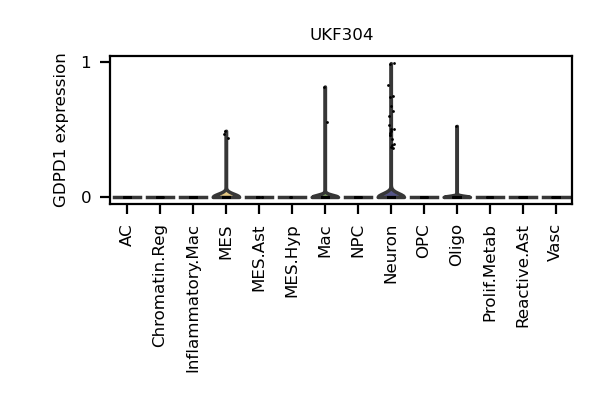 UKF304
GDPD1 expression
1
0
AC
Chromatin.Reg
Inflammatory.Mac
MES
MES.Ast
MES.Hyp
Mac
NPC
Neuron
OPC
Oligo
Prolif.Metab
Reactive.Ast
Vasc